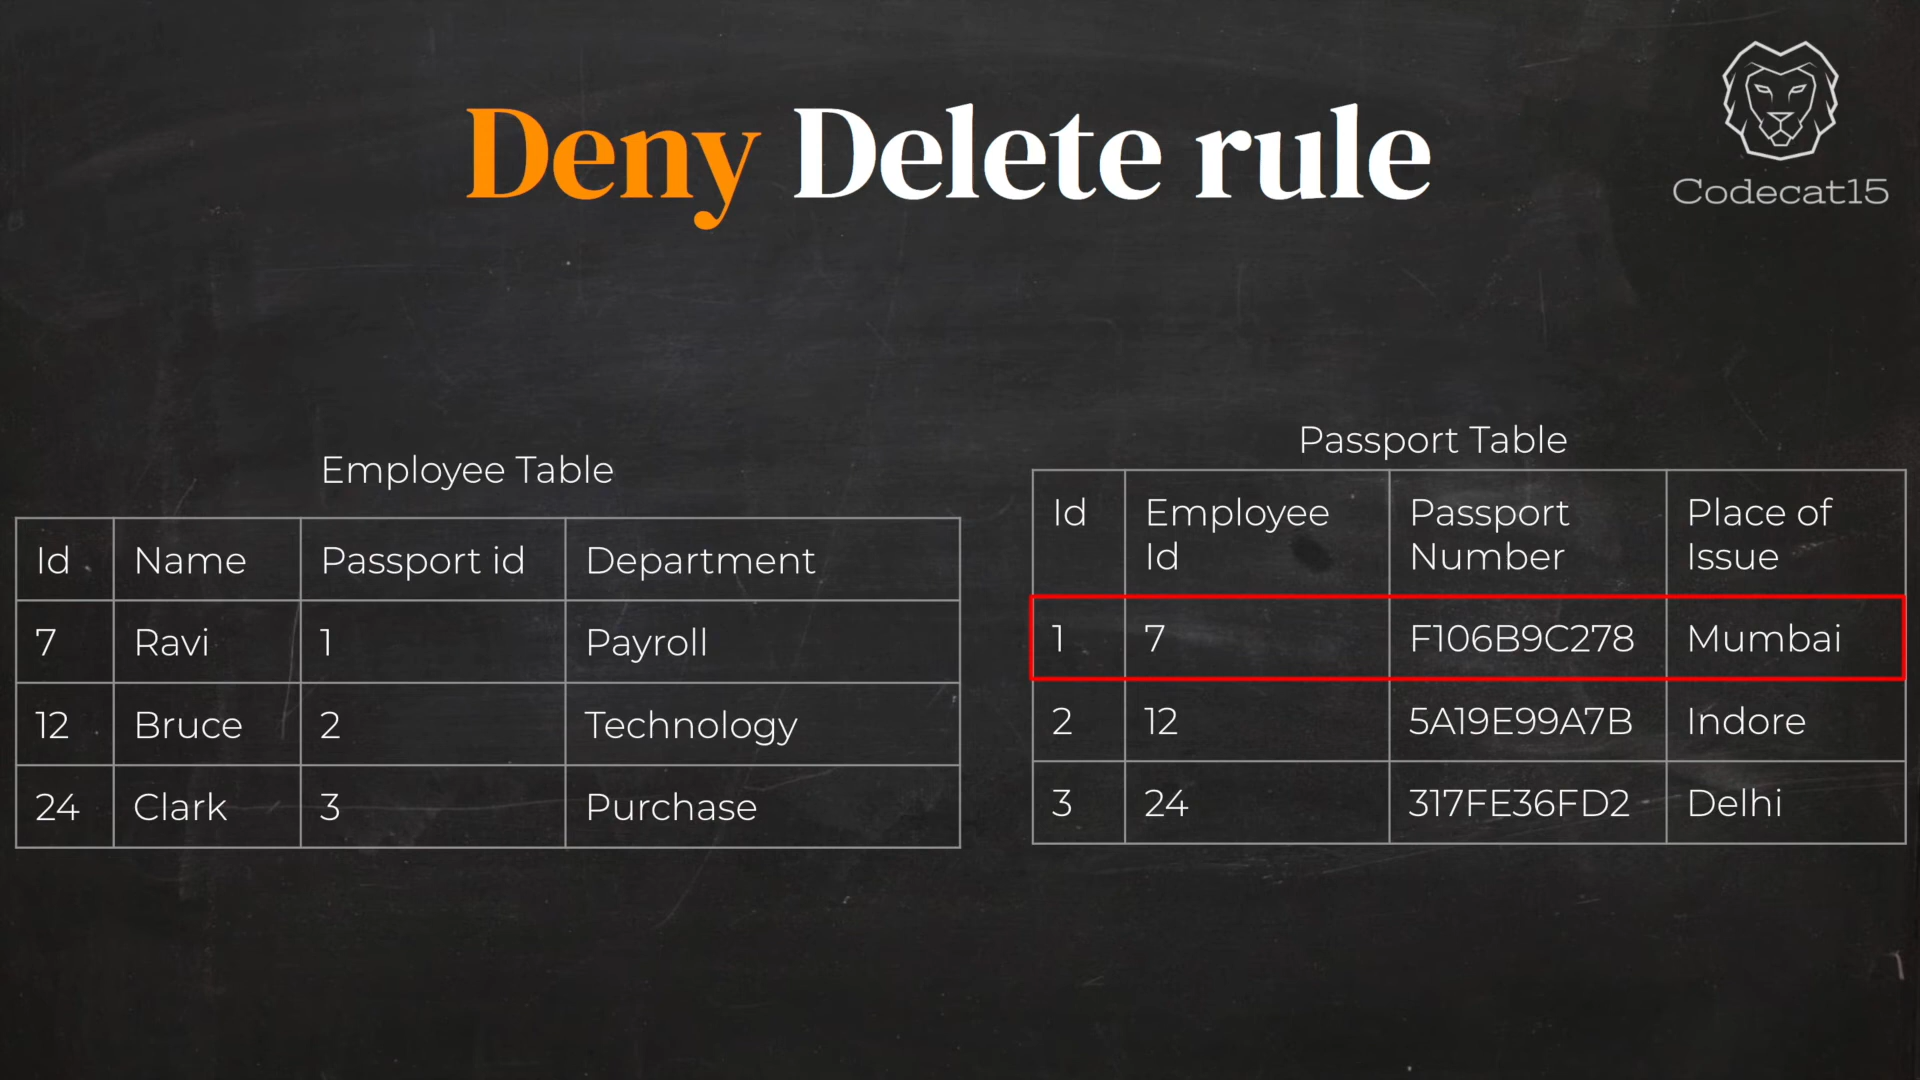 Deny Delete rule
Codecat15
Employee Table
Id Name Passport id Department
7 Ravi 1 Payroll
12 Bruce 2 Technology
24 Clark 3 Purchase
Passport Table
Id Employee Id Passport Number Place of Issue
1 7 F106B9C278 Mumbai
2 12 5A19E99A7B Indore
3 24 317FE36FD2 Delhi